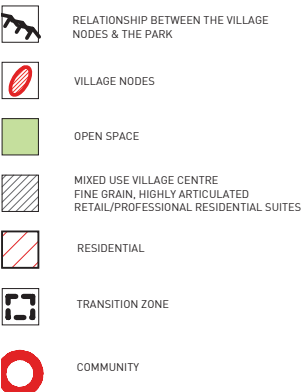 RELATIONSHIP BETWEEN THE VILLAGE
NODES & THE PARK
VILLAGE NODES
OPEN SPACE
MIXED USE VILLAGE CENTRE
FINE GRAIN, HIGHLY ARTICULATED
RETAIL/PROFESSIONAL RESIDENTIAL SUITES
RESIDENTIAL
TRANSITION ZONE
COMMUNITY